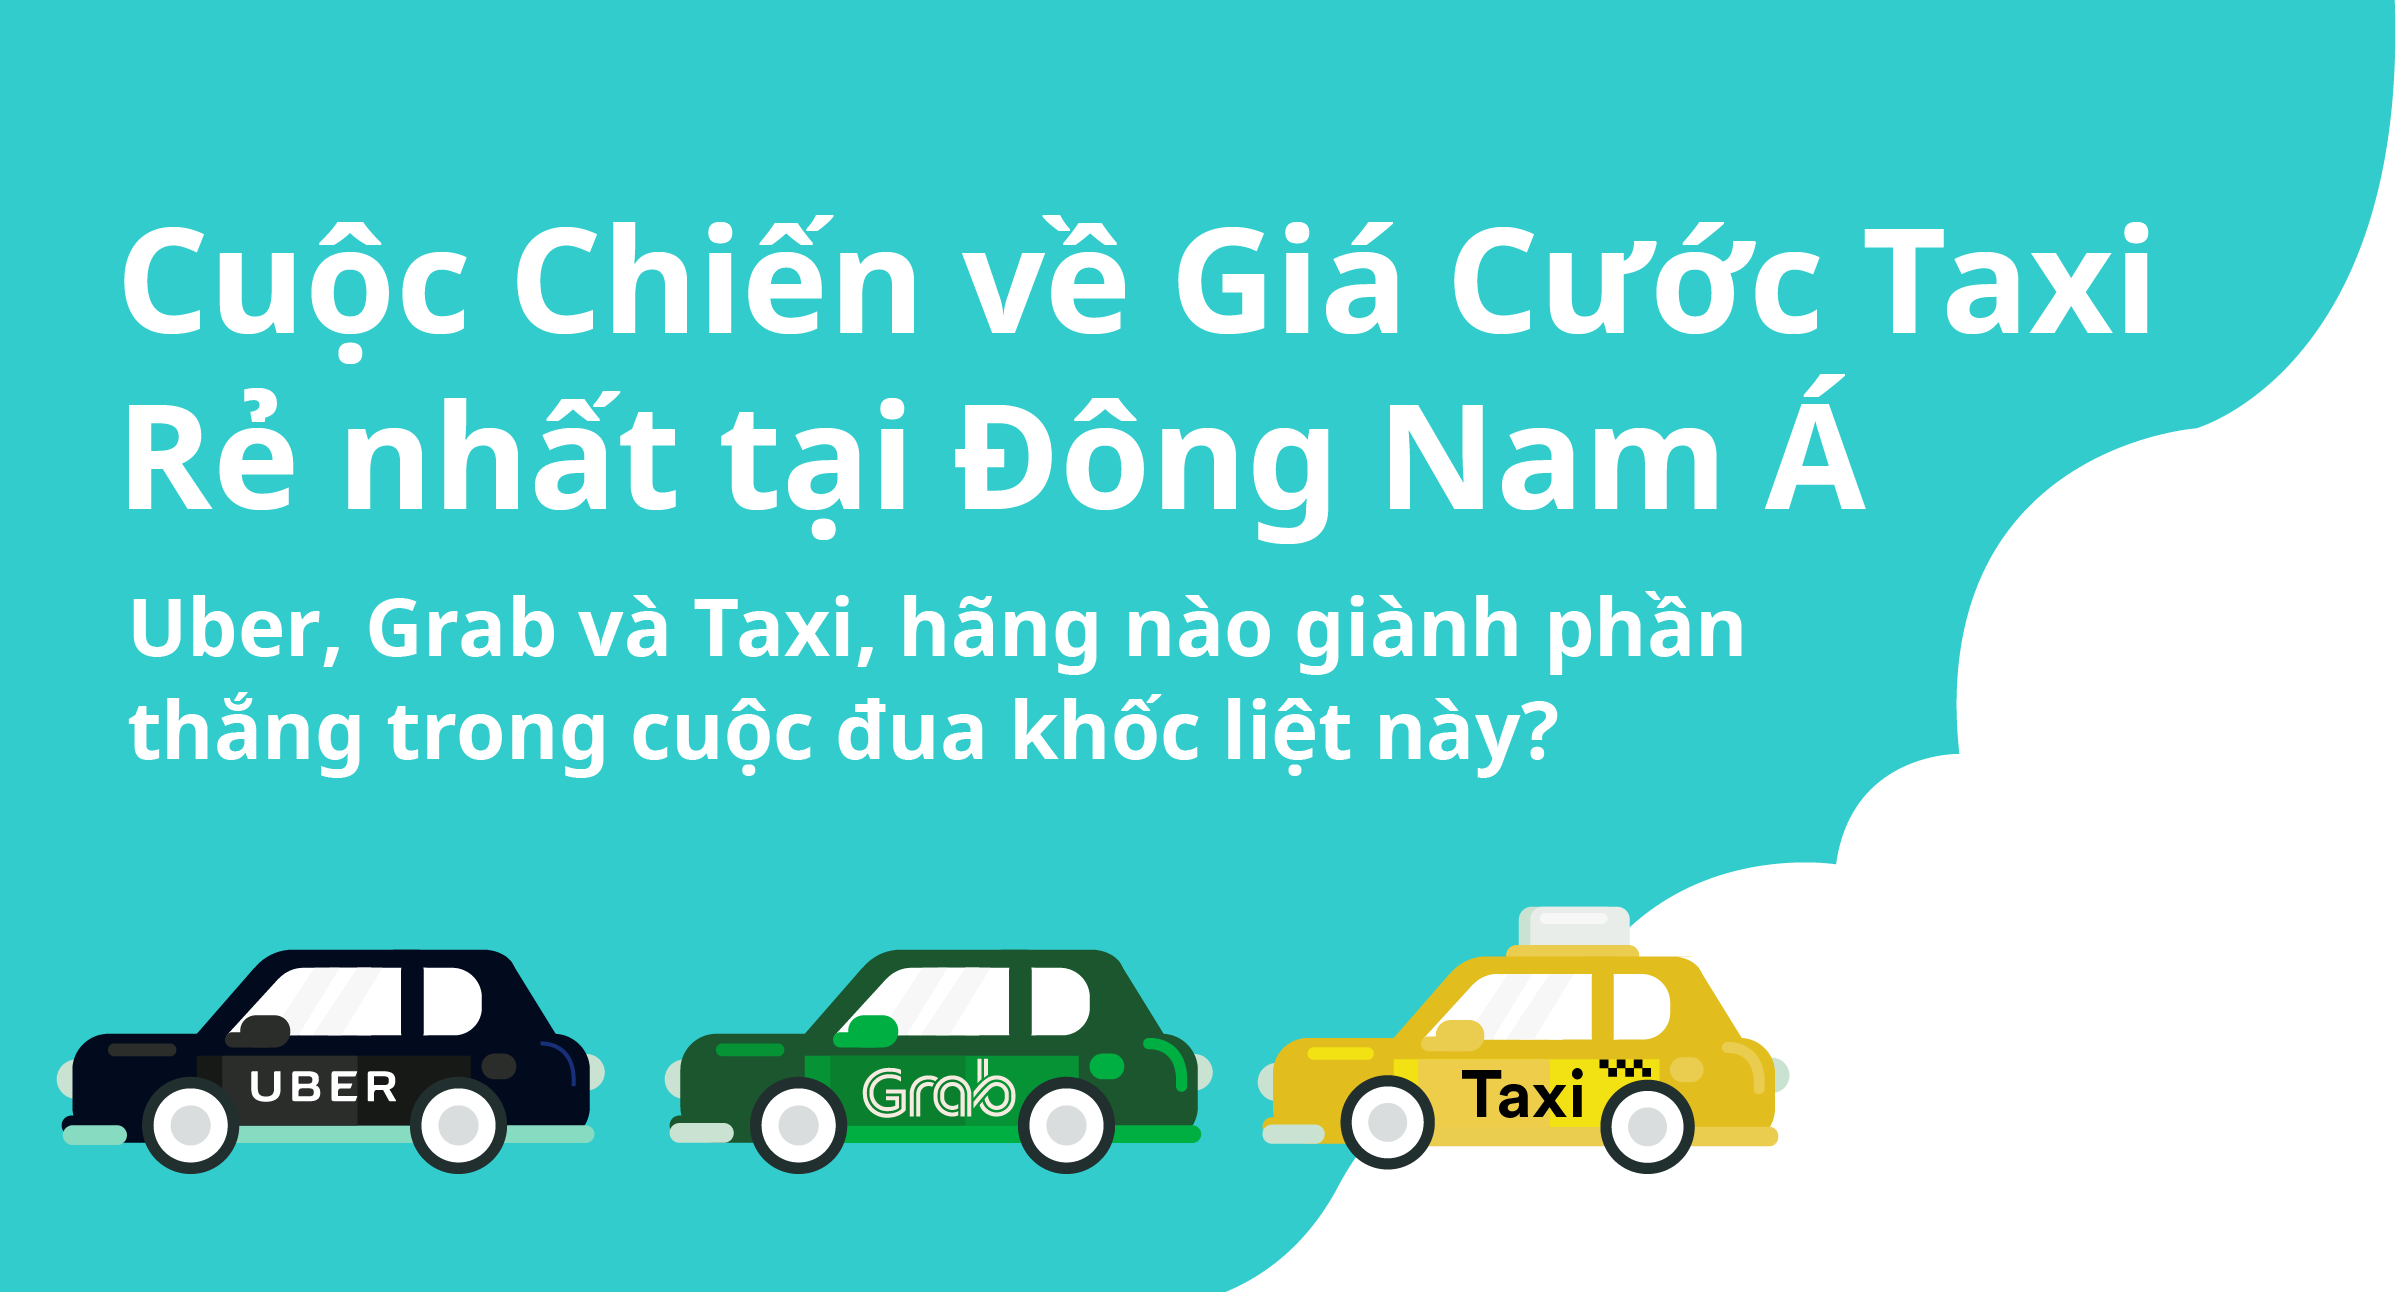 Cuộc Chiến về Giá Cước Taxi
Rẻ nhất tại Đông Nam Á
Uber, Grab và Taxi, hãng nào giành phần
thắng trong cuộc đua khốc liệt này?
UBER
Grab
Taxi